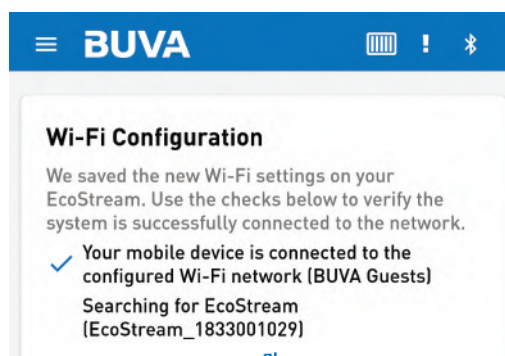 BUVA
!
Wi-Fi Configuration
We saved the new Wi-Fi settings on your
EcoStream. Use the checks below to verify the
system is successfully connected to the network.
Your mobile device is connected to the
configured Wi-Fi network (BUVA Guests)
Searching for EcoStream
(EcoStream_1833001029)